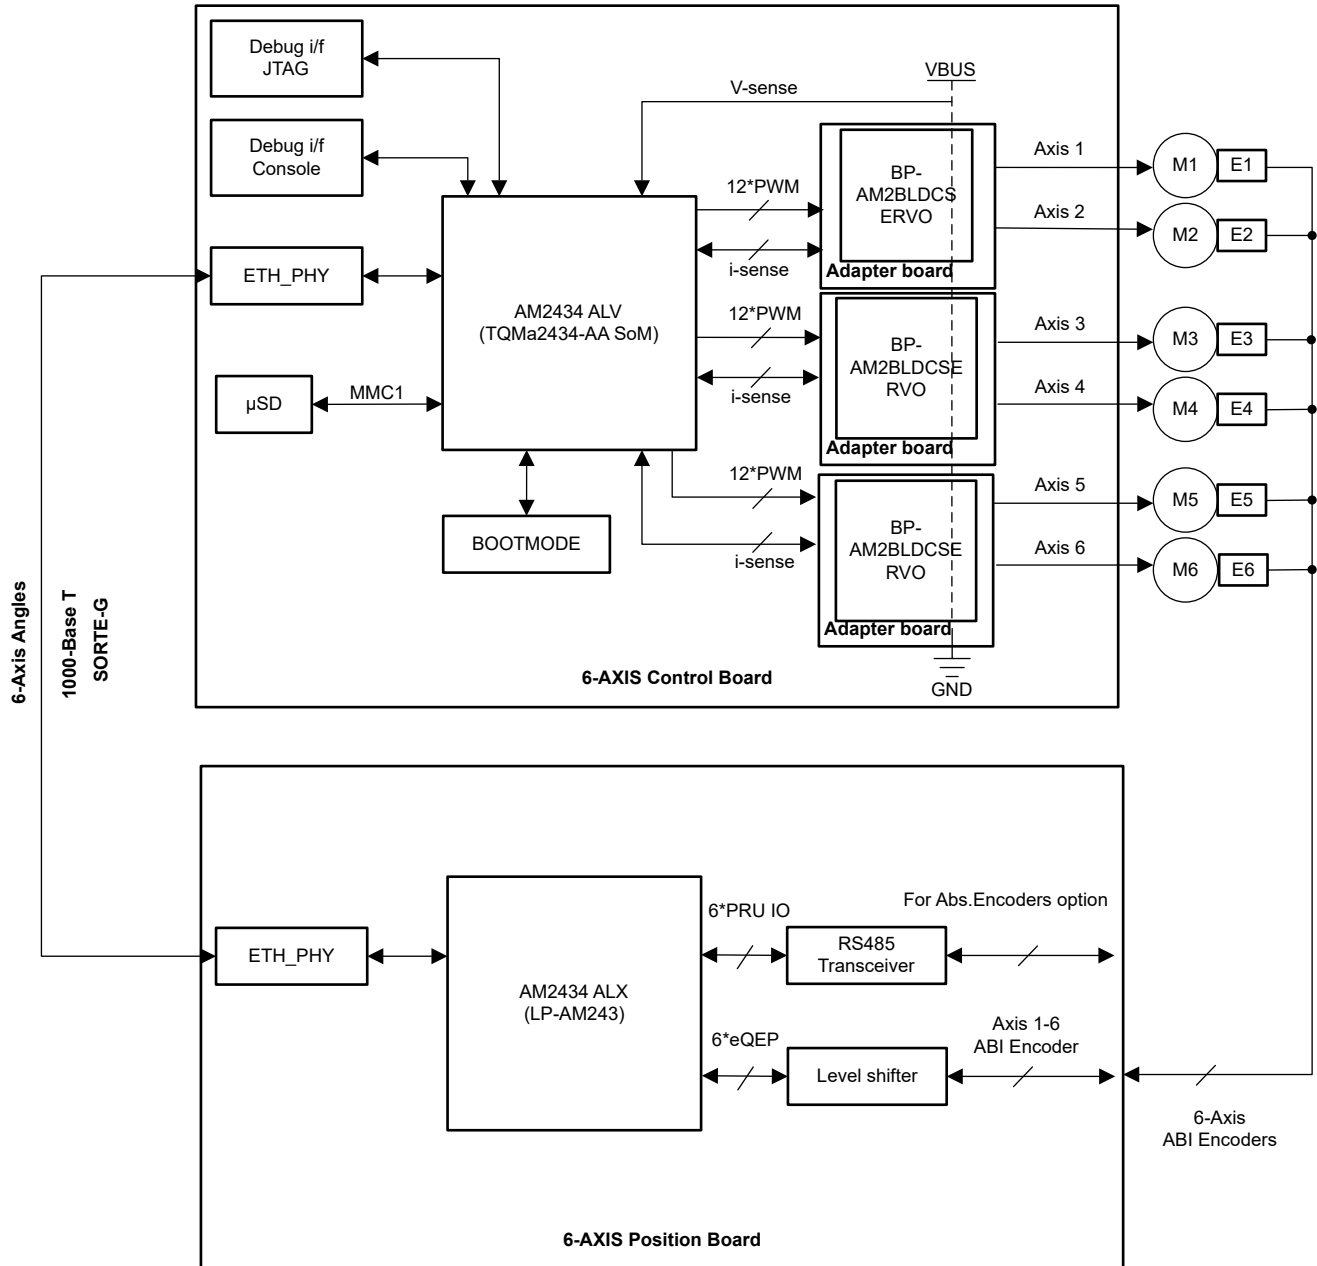 Debug i/f
JTAG
Debug i/f
Console
ETH_PHY
µSD
MMC1
BOOTMODE
AM2434 ALV
(TQMa2434-AA SoM)
V-sense
VBUS
12*PWM
i-sense
BP-
AM2BLDCS
ERVO
Adapter board
12*PWM
i-sense
BP-
AM2BLDCSE
RVO
Adapter board
12*PWM
i-sense
BP-
AM2BLDCSE
RVO
Adapter board
GND
6-AXIS Control Board
Axis 1
M1
E1
Axis 2
M2
E2
Axis 3
M3
E3
Axis 4
M4
E4
Axis 5
M5
E5
Axis 6
M6
E6
6-Axis Angles
1000-Base T
SORTE-G
ETH_PHY
AM2434 ALX
(LP-AM243)
6*PRU IO
RS485
Transceiver
For Abs.Encoders option
6*eQEP
Level shifter
Axis 1-6
ABI Encoder
6-Axis
ABI Encoders
6-AXIS Position Board